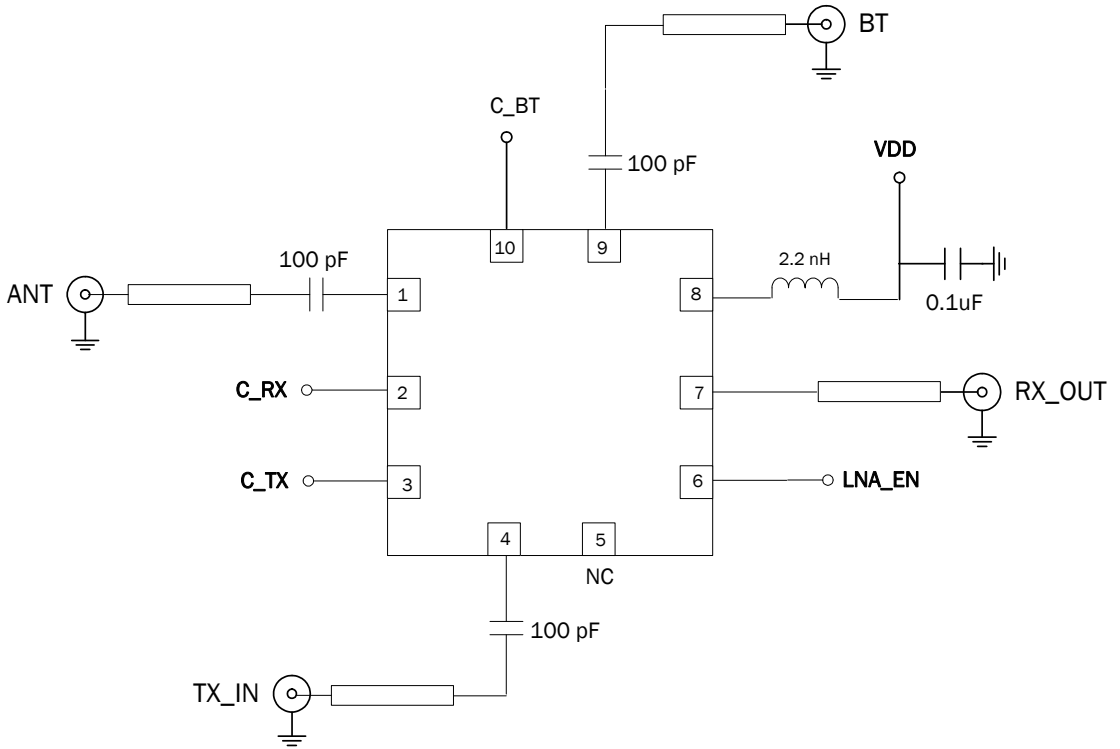 BT
C_BT
100 pF
VDD
10
9
100 pF
2.2 nH
ANT
1
8
0.1uF
C_RX
2
7
RX_OUT
C_TX
3
6
LNA_EN
4
5
NC
100 pF
TX_IN